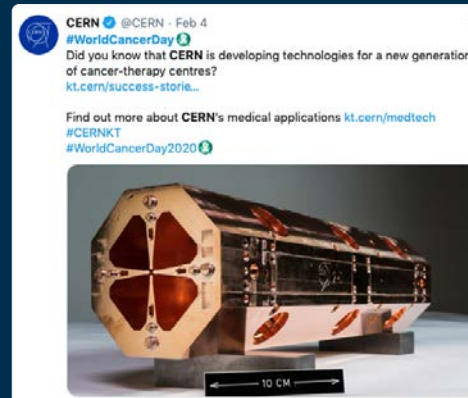 CERN @CERN · Feb 4
#WorldCancerDay
Did you know that CERN is developing technologies for a new generation
of cancer-therapy centres?
kt.cern/success-storie...
Find out more about CERN's medical applications kt.cern/medtech
#CERNKT
#WorldCancerDay2020
10 CM